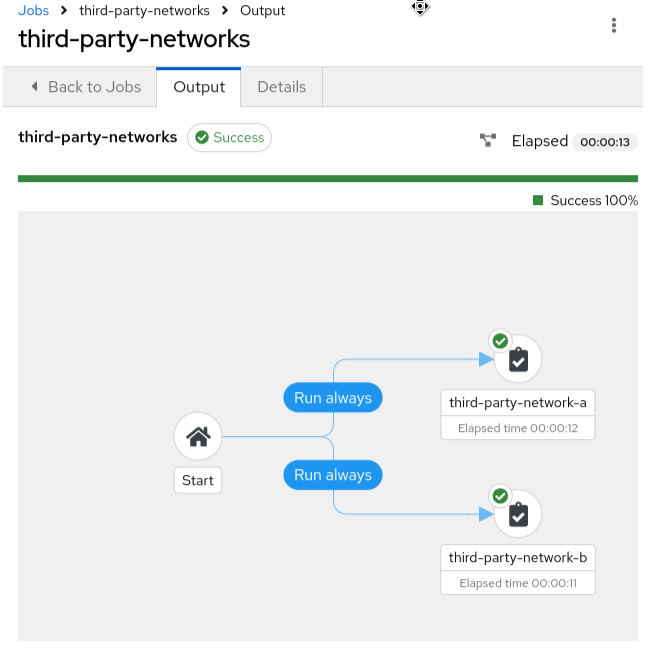 Jobs > third-party-networks > Output
third-party-networks
Back to Jobs Output Details
third-party-networks Success Elapsed 00:00:13
Success 100%
Run always
third-party-network-a
Elapsed time 00:00:12
Start
Run always
third-party-network-b
Elapsed time 00:00:11